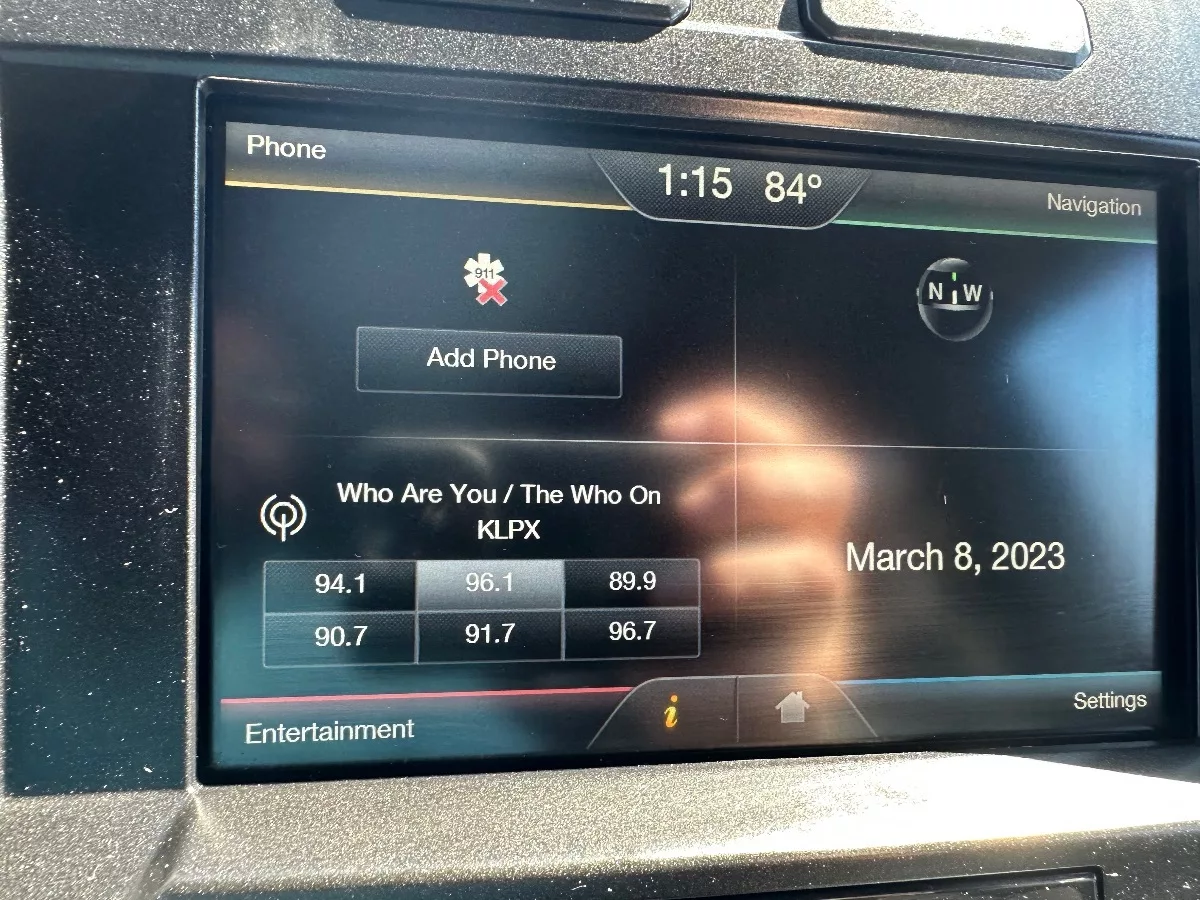 Phone
1:15 84º
Navigation
911
N W
Add Phone
Who Are You / The Who On
KLPX
94.1 96.1 89.9
90.7 91.7 96.7
March 8, 2023
Entertainment
i
Settings